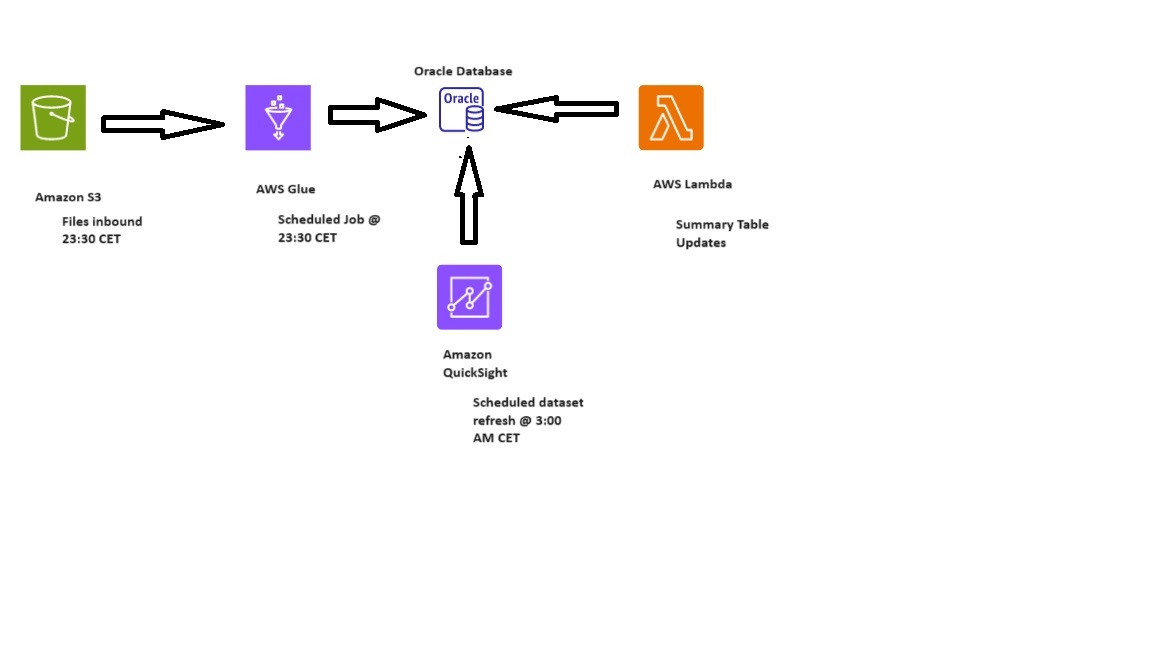 Oracle Database
Oracle
Amazon S3
Files inbound
23:30 CET
AWS Glue
Scheduled Job @
23:30 CET
AWS Lambda
Summary Table
Updates
Amazon
QuickSight
Scheduled dataset
refresh @ 3:00
AM CET